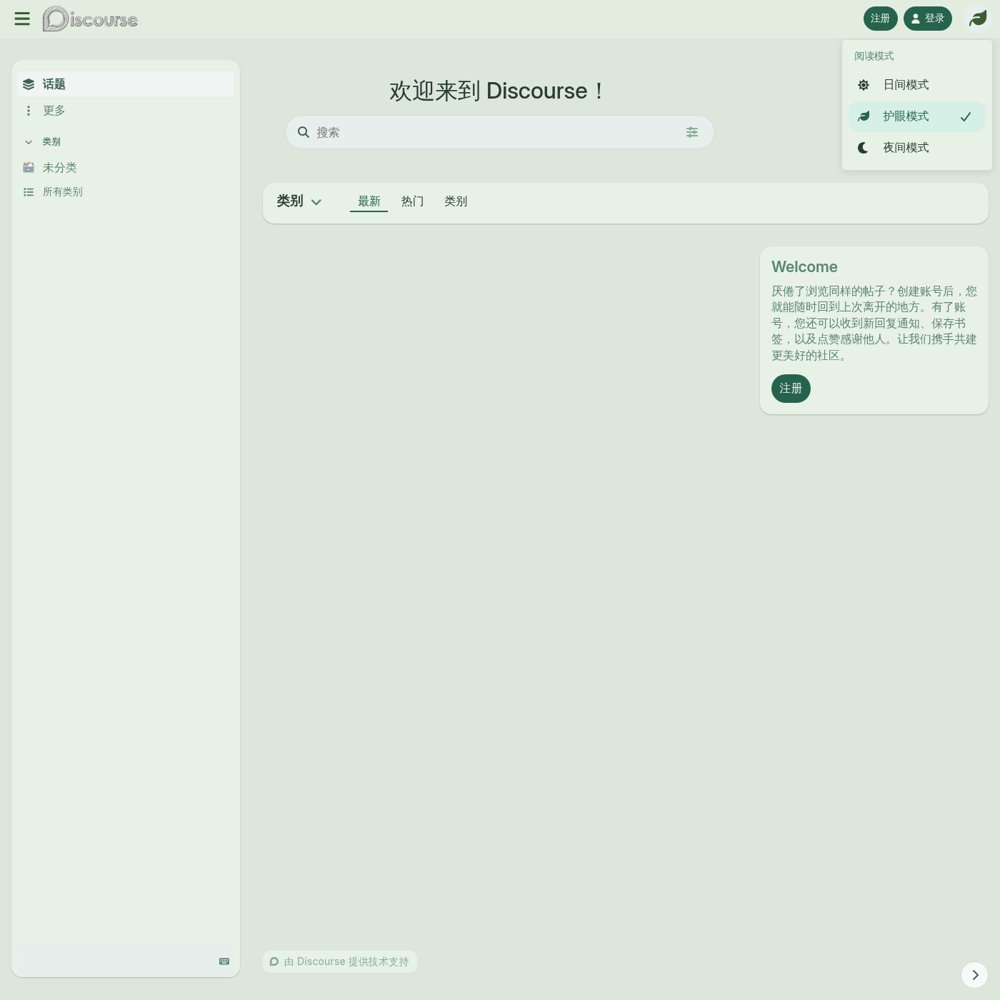 Discourse
注册
登录
阅读模式
日间模式
护眼模式
夜间模式
话题
更多
类别
未分类
所有类别
欢迎来到 Discourse！
搜索
类别
最新
热门
类别
Welcome
厌倦了浏览同样的帖子？创建账号后，您
就能随时回到上次离开的地方。有了账
号，您还可以收到新回复通知、保存书
签，以及点赞感谢他人。让我们携手共建
更美好的社区。
注册
由 Discourse 提供技术支持